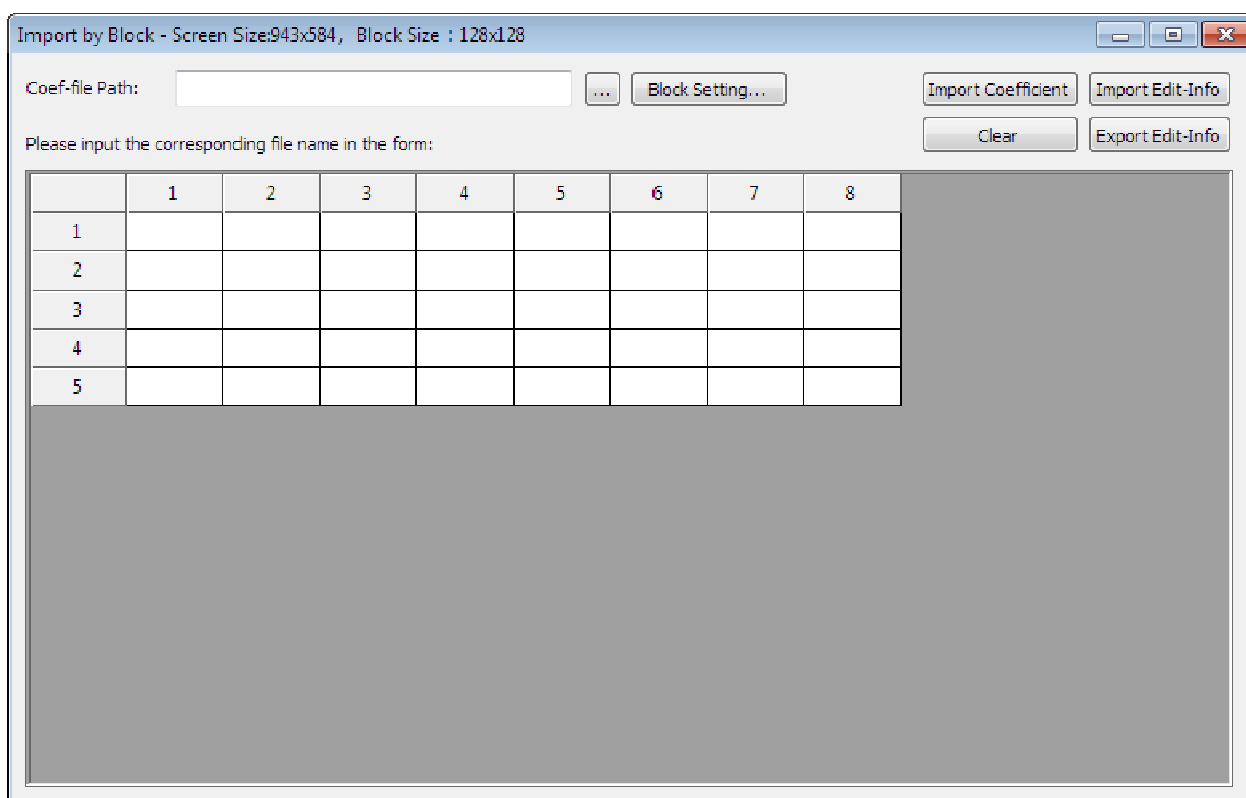 Import by Block - Screen Size:943x584, Block Size : 128x128
Coef-file Path: ... Block Setting... Import Coefficient Import Edit-Info
Clear Export Edit-Info
Please input the corresponding file name in the form:
1 2 3 4 5 6 7 8
1
2
3
4
5